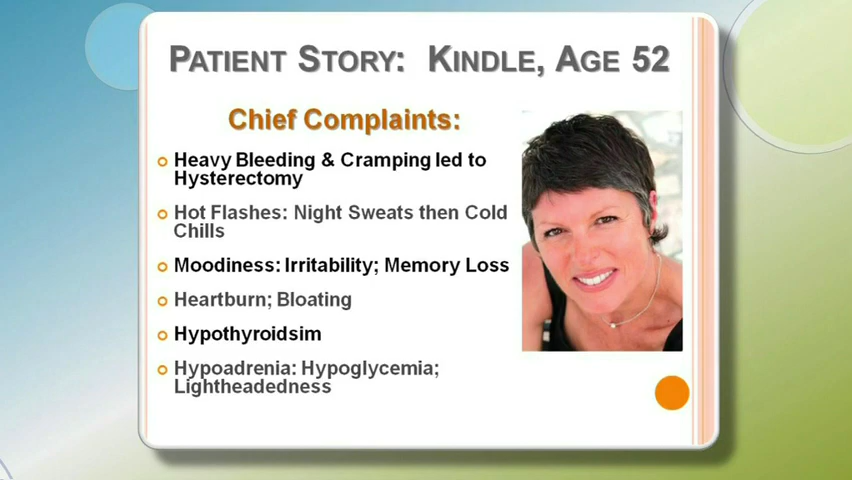 PATIENT STORY: KINDLE, AGE 52
Chief Complaints:
Heavy Bleeding & Cramping led to
Hysterectomy
Hot Flashes: Night Sweats then Cold
Chills
Moodiness: Irritability; Memory Loss
Heartburn; Bloating
Hypothyroidsim
Hypoadrenia: Hypoglycemia;
Lightheadedness